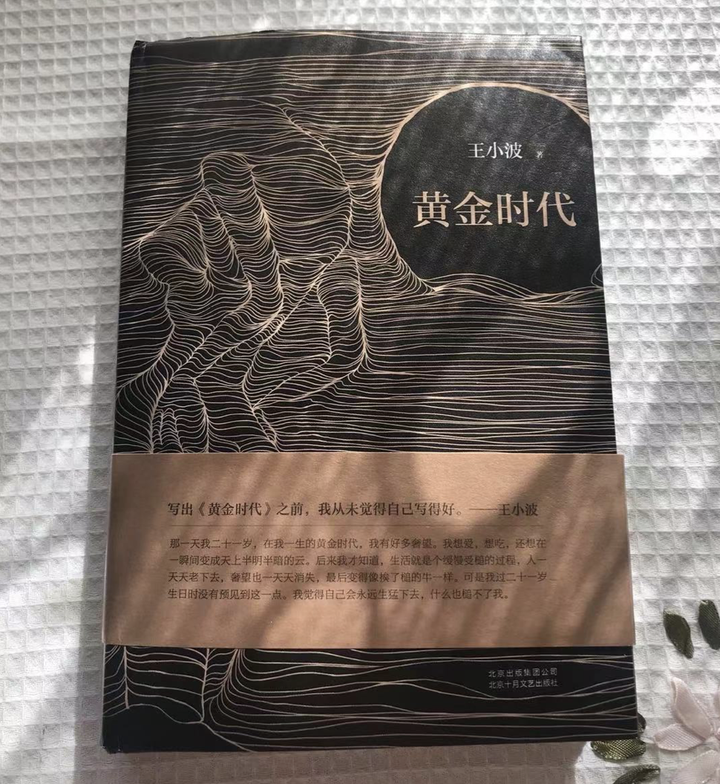 王小波 著
黄金时代
写出《黄金时代》之前，我从未觉得自己写得好。——王小波
那一天我二十一岁，在我一生的黄金时代，我有好多奢望。我想爱，想吃，还想在
一瞬间变成天上半明半暗的云。后来我才知道，生活就是个缓慢受槌的过程，人一
天天老下去，奢望也一天天消失，最后变得像挨了槌的牛一样。可是我过二十一岁
生日时没有预见到这一点。我觉得自己会永远生猛下去，什么也槌不了我。
北京出版集团公司
北京十月文艺出版社